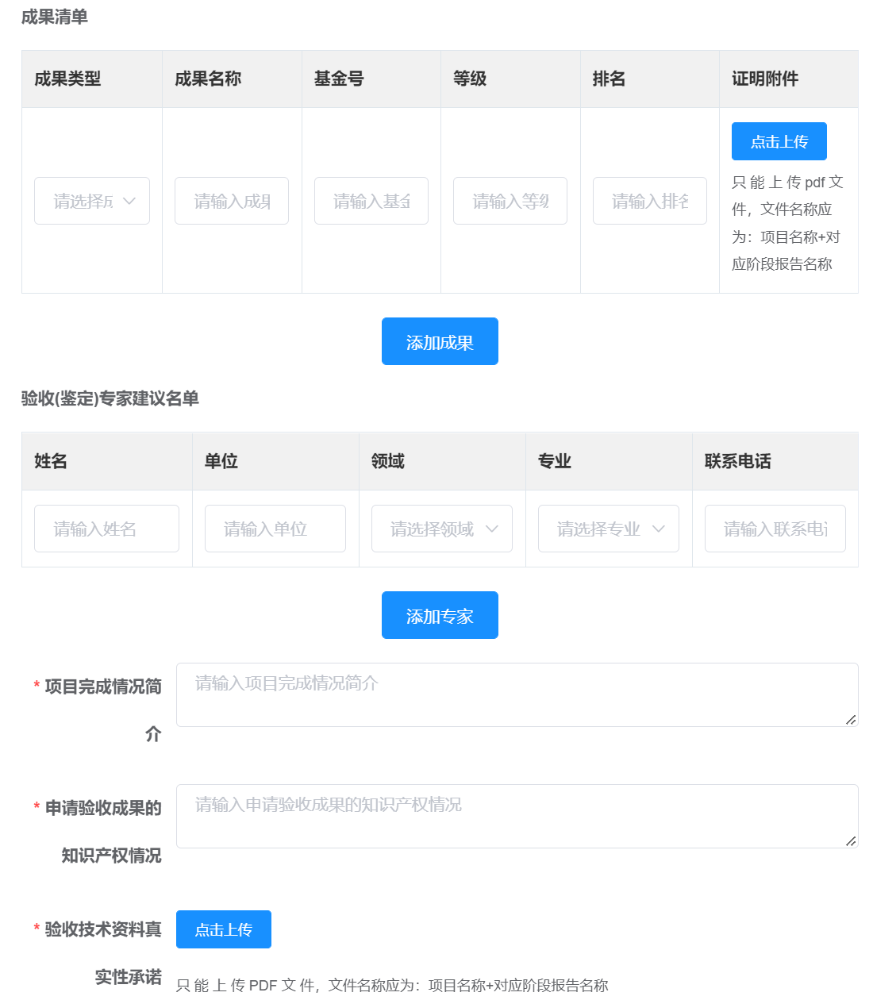 成果清单
成果类型 成果名称 基金号 等级 排名 证明附件
点击上传
请选择成 请输入成果 请输入基金 请输入等级 请输入排名
只能上传pdf文
件，文件名称应
为：项目名称+对
应阶段报告名称
添加成果
验收(鉴定)专家建议名单
姓名 单位 领域 专业 联系电话
请输入姓名 请输入单位 请选择领域 请选择专业 请输入联系电话
添加专家
* 项目完成情况简
介
请输入项目完成情况简介
* 申请验收成果的
知识产权情况
请输入申请验收成果的知识产权情况
* 验收技术资料真
实性承诺
点击上传
只能上传PDF文件，文件名称应为：项目名称+对应阶段报告名称